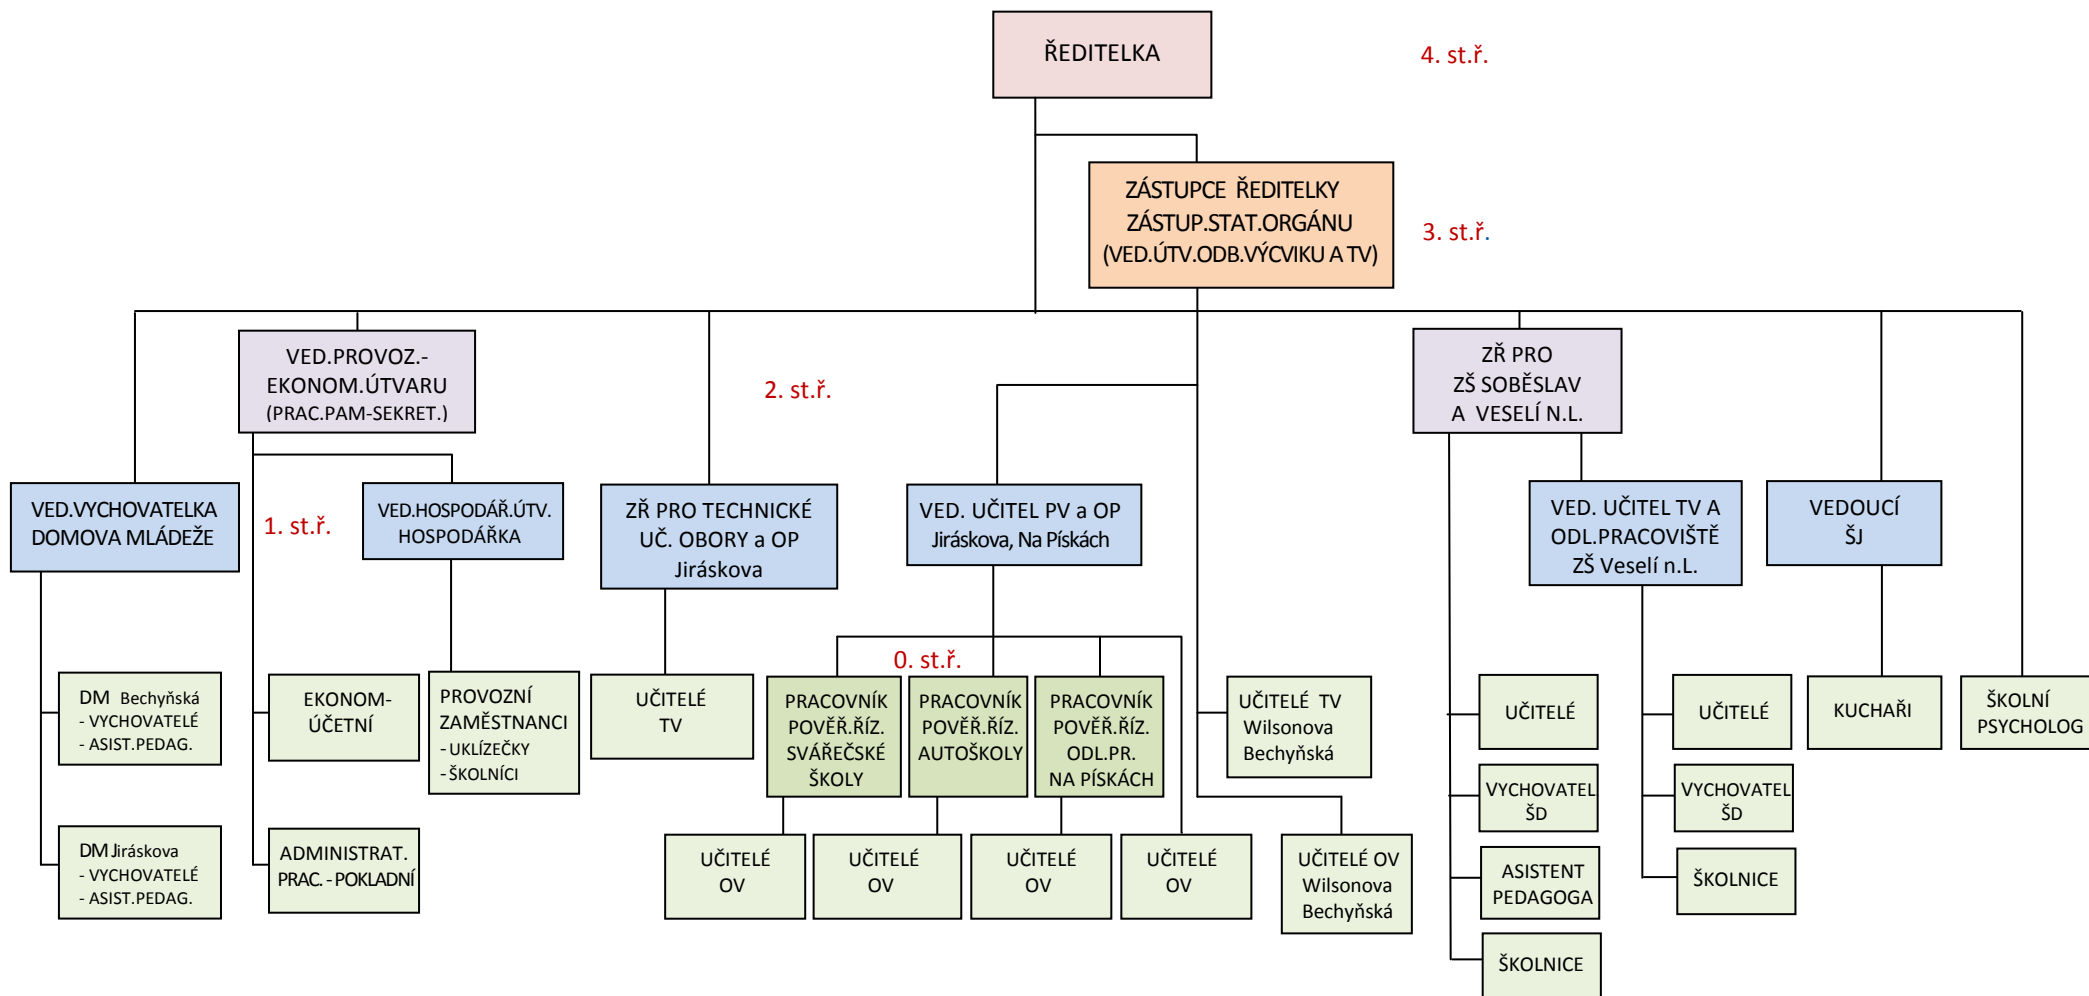 ŘEDITELKA
4. st.ř.
ZÁSTUPCE ŘEDITELKY
ZÁSTUP.STAT.ORGÁNU
(VED.ÚTV.ODB.VÝCVIKU A TV)
3. st.ř.
VED.PROVOZ.-
EKONOM.ÚTVARU
(PRAC.PAM-SEKRET.)
2. st.ř.
ZŘ PRO
ZŠ SOBĚSLAV
A VESELÍ N.L.
VED.VYCHOVATELKA
DOMOVA MLÁDEŽE
1. st.ř.
VED.HOSPODÁŘ.ÚTV.
HOSPODÁŘKA
ZŘ PRO TECHNICKÉ
UČ. OBORY a OP
Jiráskova
VED. UČITEL PV a OP
Jiráskova, Na Pískách
VED. UČITEL TV A
ODL.PRACOVIŠTĚ
ZŠ Veselí n.L.
VEDOUCÍ
ŠJ
0. st.ř.
DM Bechyňská
- VYCHOVATELÉ
- ASIST.PEDAG.
EKONOM-
ÚČETNÍ
PROVOZNÍ
ZAMĚSTNANCI
- UKLÍZEČKY
- ŠKOLNÍCI
UČITELÉ
TV
PRACOVNÍK
POVĚŘ.ŘÍZ.
SVÁŘEČSKÉ
ŠKOLY
PRACOVNÍK
POVĚŘ.ŘÍZ.
AUTOŠKOLY
PRACOVNÍK
POVĚŘ.ŘÍZ.
ODL.PR.
NA PÍSKÁCH
UČITELÉ TV
Wilsonova
Bechyňská
UČITELÉ
UČITELÉ
KUCHAŘI
ŠKOLNÍ
PSYCHOLOG
VYCHOVATEL
ŠD
VYCHOVATEL
ŠD
DM Jiráskova
- VYCHOVATELÉ
- ASIST.PEDAG.
ADMINISTRAT.
PRAC. - POKLADNÍ
UČITELÉ
OV
UČITELÉ
OV
UČITELÉ
OV
UČITELÉ
OV
UČITELÉ OV
Wilsonova
Bechyňská
ASISTENT
PEDAGOGA
ŠKOLNICE
ŠKOLNICE